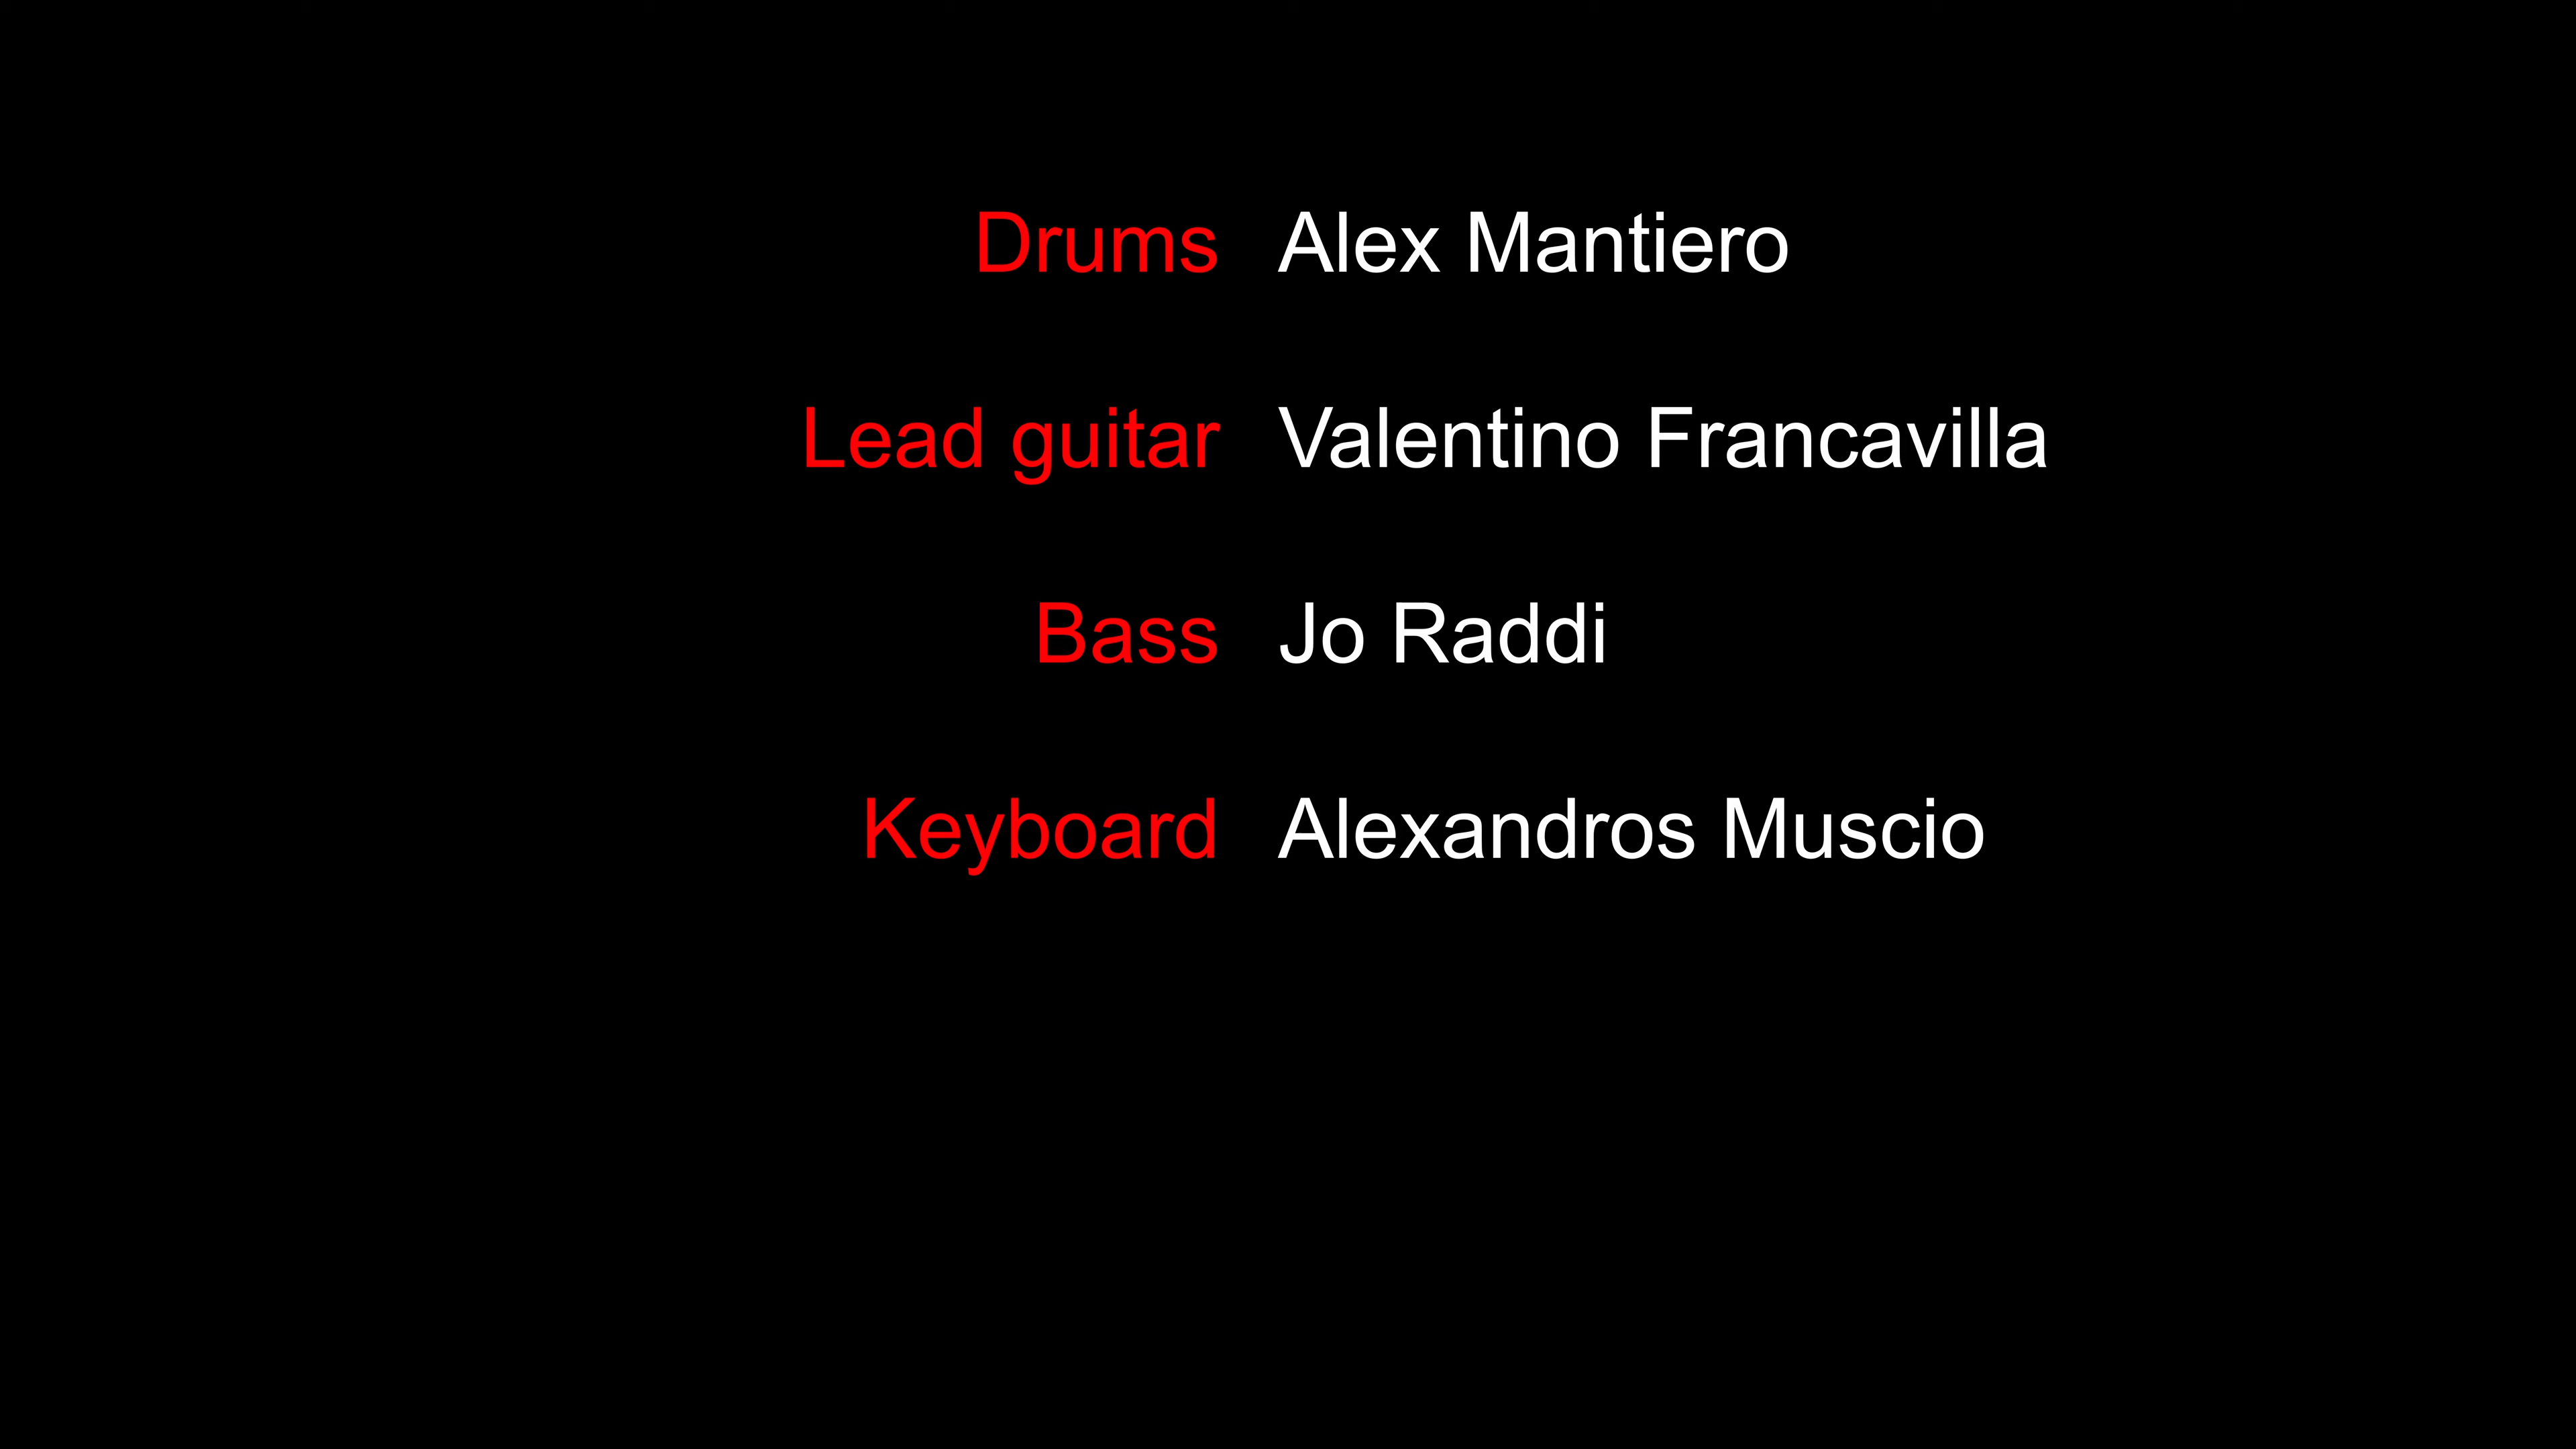 Drums Alex Mantiero
Lead guitar Valentino Francavilla
Bass Jo Raddi
Keyboard Alexandros Muscio